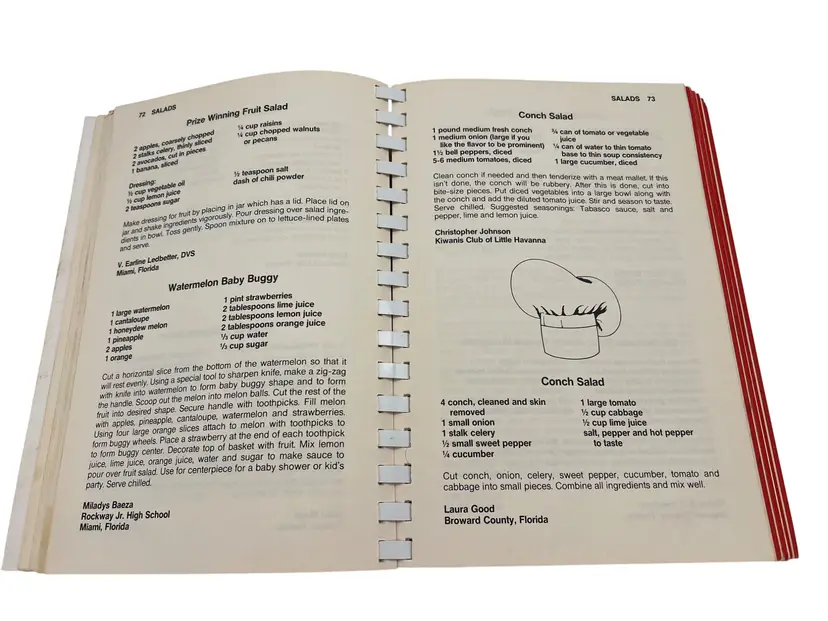 72 SALADS
Prize Winning Fruit Salad
2 apples, coarsely chopped
2 stalks celery, thinly sliced
2 avocados, cut in pieces
1 banana, sliced
¼ cup raisins
¼ cup chopped walnuts
or pecans
Dressing:
½ cup vegetable oil
⅓ cup lemon juice
2 teaspoons sugar
½ teaspoon salt
dash of chili powder
Make dressing for fruit by placing in jar which has a lid. Place lid on
jar and shake ingredients vigorously. Pour dressing over salad ingre-
dients in bowl. Toss gently. Spoon mixture on to lettuce-lined plates
and serve.
V. Earline Ledbetter, DVS
Miami, Florida
Watermelon Baby Buggy
1 large watermelon
1 cantaloupe
1 honeydew melon
1 pineapple
2 apples
1 orange
1 pint strawberries
2 tablespoons lime juice
2 tablespoons lemon juice
2 tablespoons orange juice
⅓ cup water
⅓ cup sugar
Cut a horizontal slice from the bottom of the watermelon so that it
will rest evenly. Using a special tool to sharpen knife, make a zig-zag
with knife into watermelon to form baby buggy shape and to form
the handle. Scoop out the melon into melon balls. Cut the rest of the
fruit into desired shape. Secure handle with toothpicks. Fill melon
with apples, pineapple, cantaloupe, watermelon and strawberries.
Using four large orange slices attach to melon with toothpicks to
form buggy wheels. Place a strawberry at the end of each toothpick
to form buggy center. Decorate top of basket with fruit. Mix lemon
juice, lime juice, orange juice, water and sugar to make sauce to
pour over fruit salad. Use for centerpiece for a baby shower or kid's
party. Serve chilled.
Miladys Baeza
Rockway Jr. High School
Miami, Florida
SALADS 73
Conch Salad
1 pound medium fresh conch
1 medium onion (large if you
like the flavor to be prominent)
1½ bell peppers, diced
5-6 medium tomatoes, diced
¾ can of tomato or vegetable
juice
¼ can of water to thin tomato
base to thin soup consistency
1 large cucumber, diced
Clean conch if needed and then tenderize with a meat mallet. If this
isn't done, the conch will be rubbery. After this is done, cut into
bite-size pieces. Put diced vegetables into a large bowl along with
the conch and add the diluted tomato juice. Stir and season to taste.
Serve chilled. Suggested seasonings: Tabasco sauce, salt and
pepper, lime and lemon juice.
Christopher Johnson
Kiwanis Club of Little Havanna
Conch Salad
4 conch, cleaned and skin
removed
1 small onion
1 stalk celery
½ small sweet pepper
¼ cucumber
1 large tomato
½ cup cabbage
½ cup lime juice
salt, pepper and hot pepper
to taste
Cut conch, onion, celery, sweet pepper, cucumber, tomato and
cabbage into small pieces. Combine all ingredients and mix well.
Laura Good
Broward County, Florida